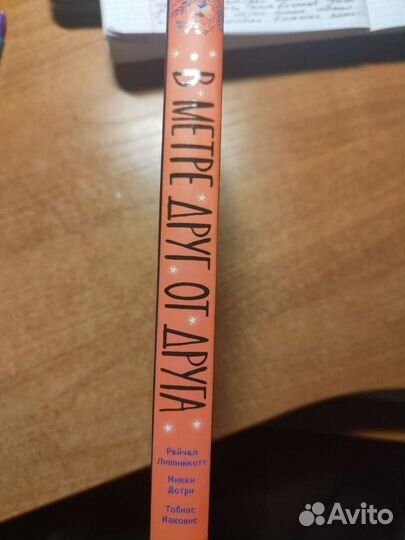 В МЕТРЕ ДРУГ ОТ ДРУГА
Рейчел
Липпинкотт
Микки
Дотри
Тобиас
Иаконис
Avito